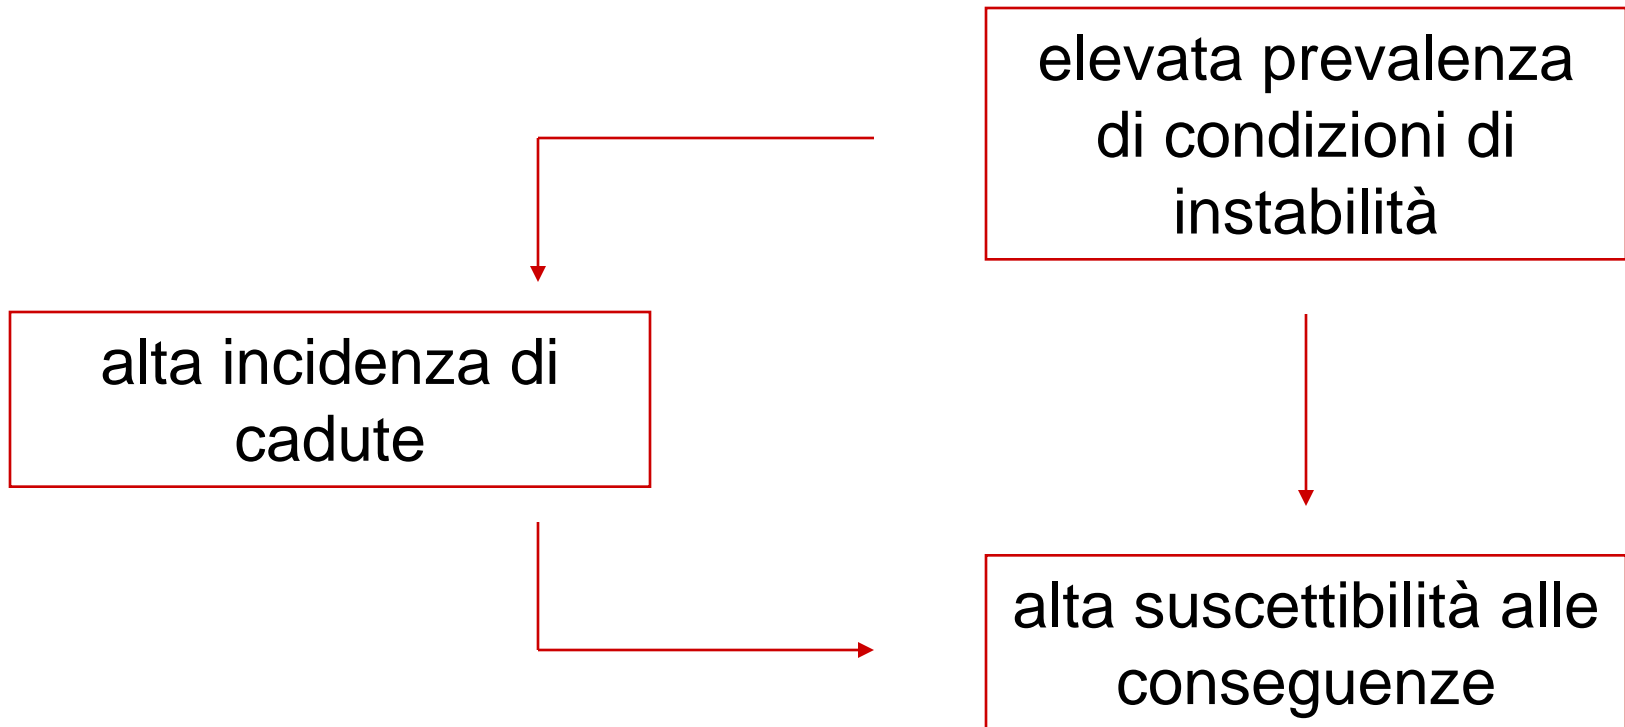 elevata prevalenza
di condizioni di
instabilità
alta incidenza di
cadute
alta suscettibilità alle
conseguenze